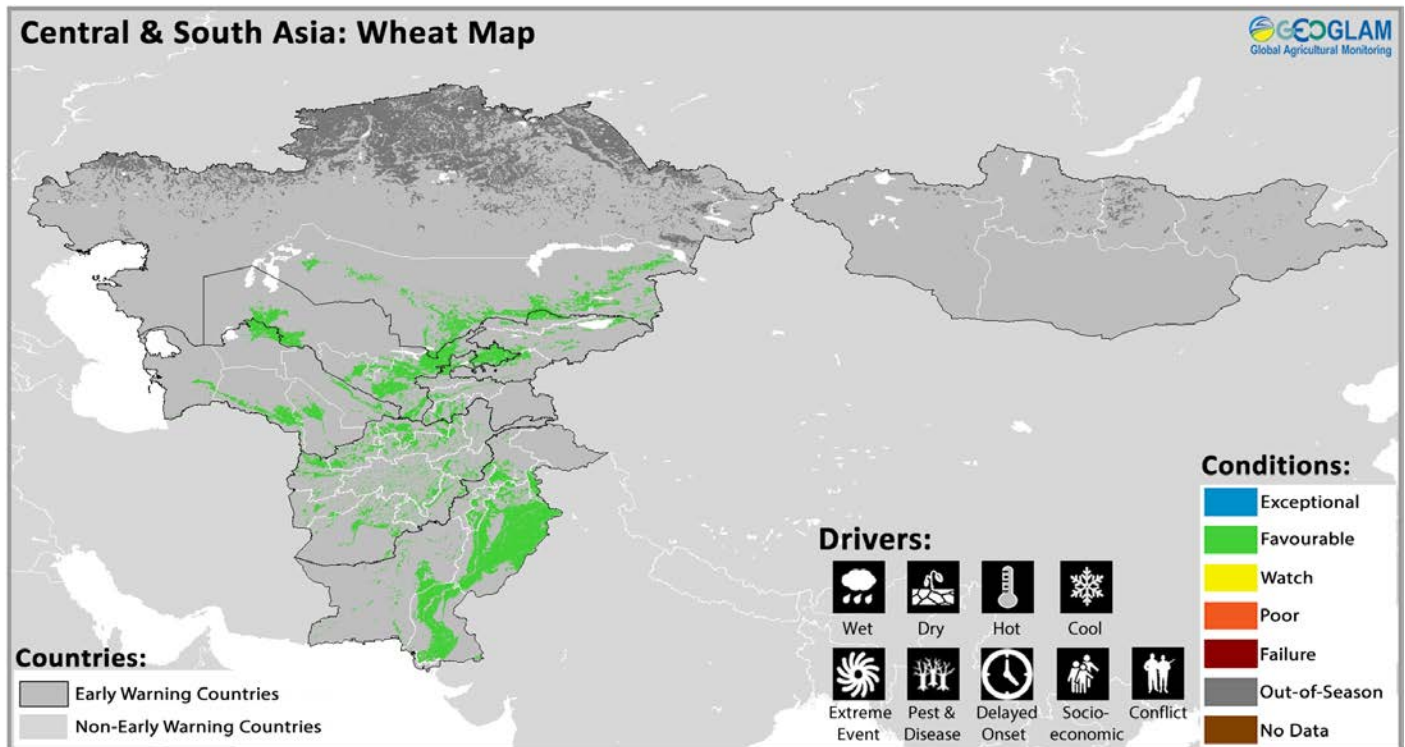 Central & South Asia: Wheat Map
GEOGLAM
Global Agricultural Monitoring
Conditions:
Exceptional
Favourable
Watch
Poor
Failure
Out-of-Season
No Data
Drivers:
Wet
Dry
Hot
Cool
Extreme
Event
Pest &
Disease
Delayed
Onset
Socio-
economic
Conflict
Countries:
Early Warning Countries
Non-Early Warning Countries